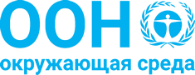 ООН
окружающая среда